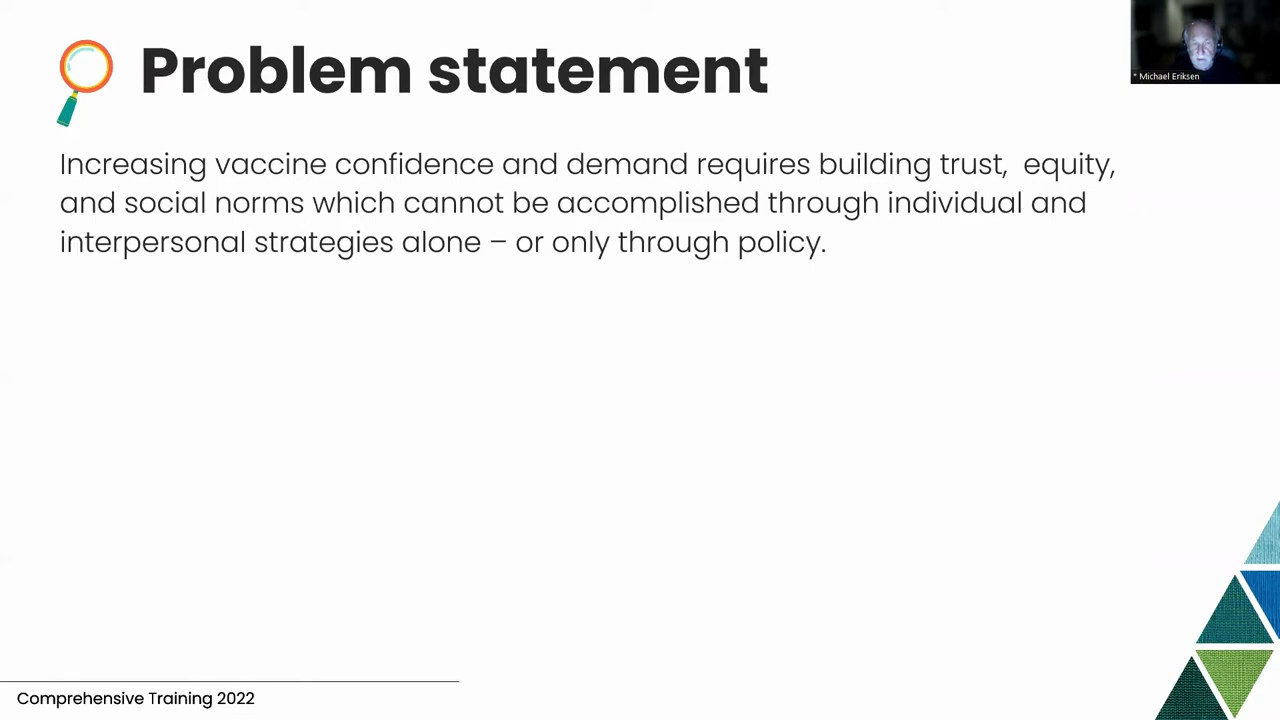 Problem statement
* Michael Eriksen
Increasing vaccine confidence and demand requires building trust,  equity,
and social norms which cannot be accomplished through individual and
interpersonal strategies alone – or only through policy.
Comprehensive Training 2022